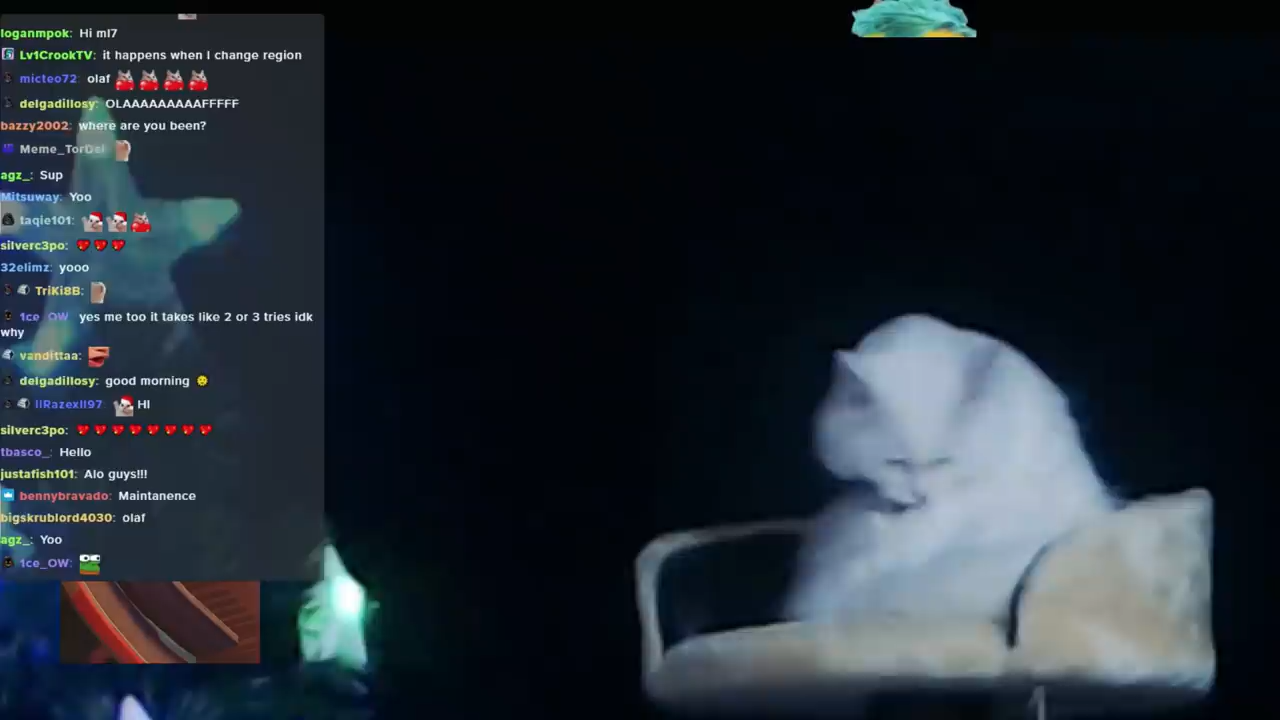 loganmpok: Hi ml7
Lv1CrookTV: it happens when I change region
micteo72: olaf
delgadillosy: OLAAAAAAAAAFFFFF
bazzy2002: where are you been?
Meme_TorDel
agz_: Sup
Mitsuway: Yoo
taqie101:
silverc3po:
32elimz: yooo
TriKi8B:
1ce_OW: yes me too it takes like 2 or 3 tries idk
why
vandittaa:
delgadillosy: good morning
llRazexll97: HI
silverc3po:
tbasco_: Hello
justafish101: Alo guys!!!
bennybravado: Maintanence
bigskrublord4030: olaf
agz_: Yoo
1ce_OW: